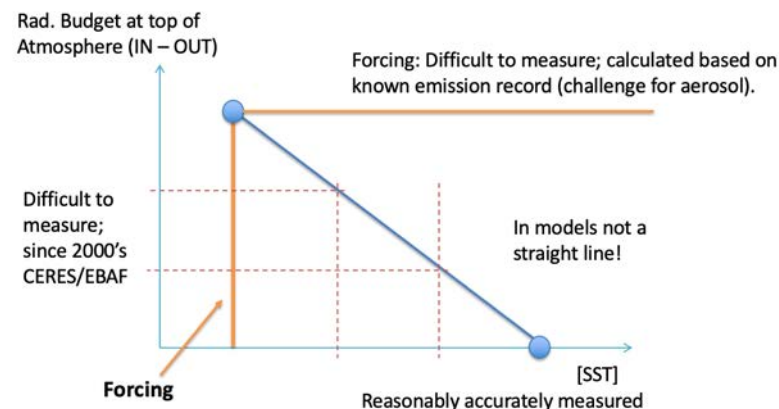 Rad. Budget at top of
Atmosphere (IN – OUT)
Forcing: Difficult to measure; calculated based on
known emission record (challenge for aerosol).
Difficult to
measure;
since 2000's
CERES/EBAF
In models not a
straight line!
Forcing
[SST]
Reasonably accurately measured